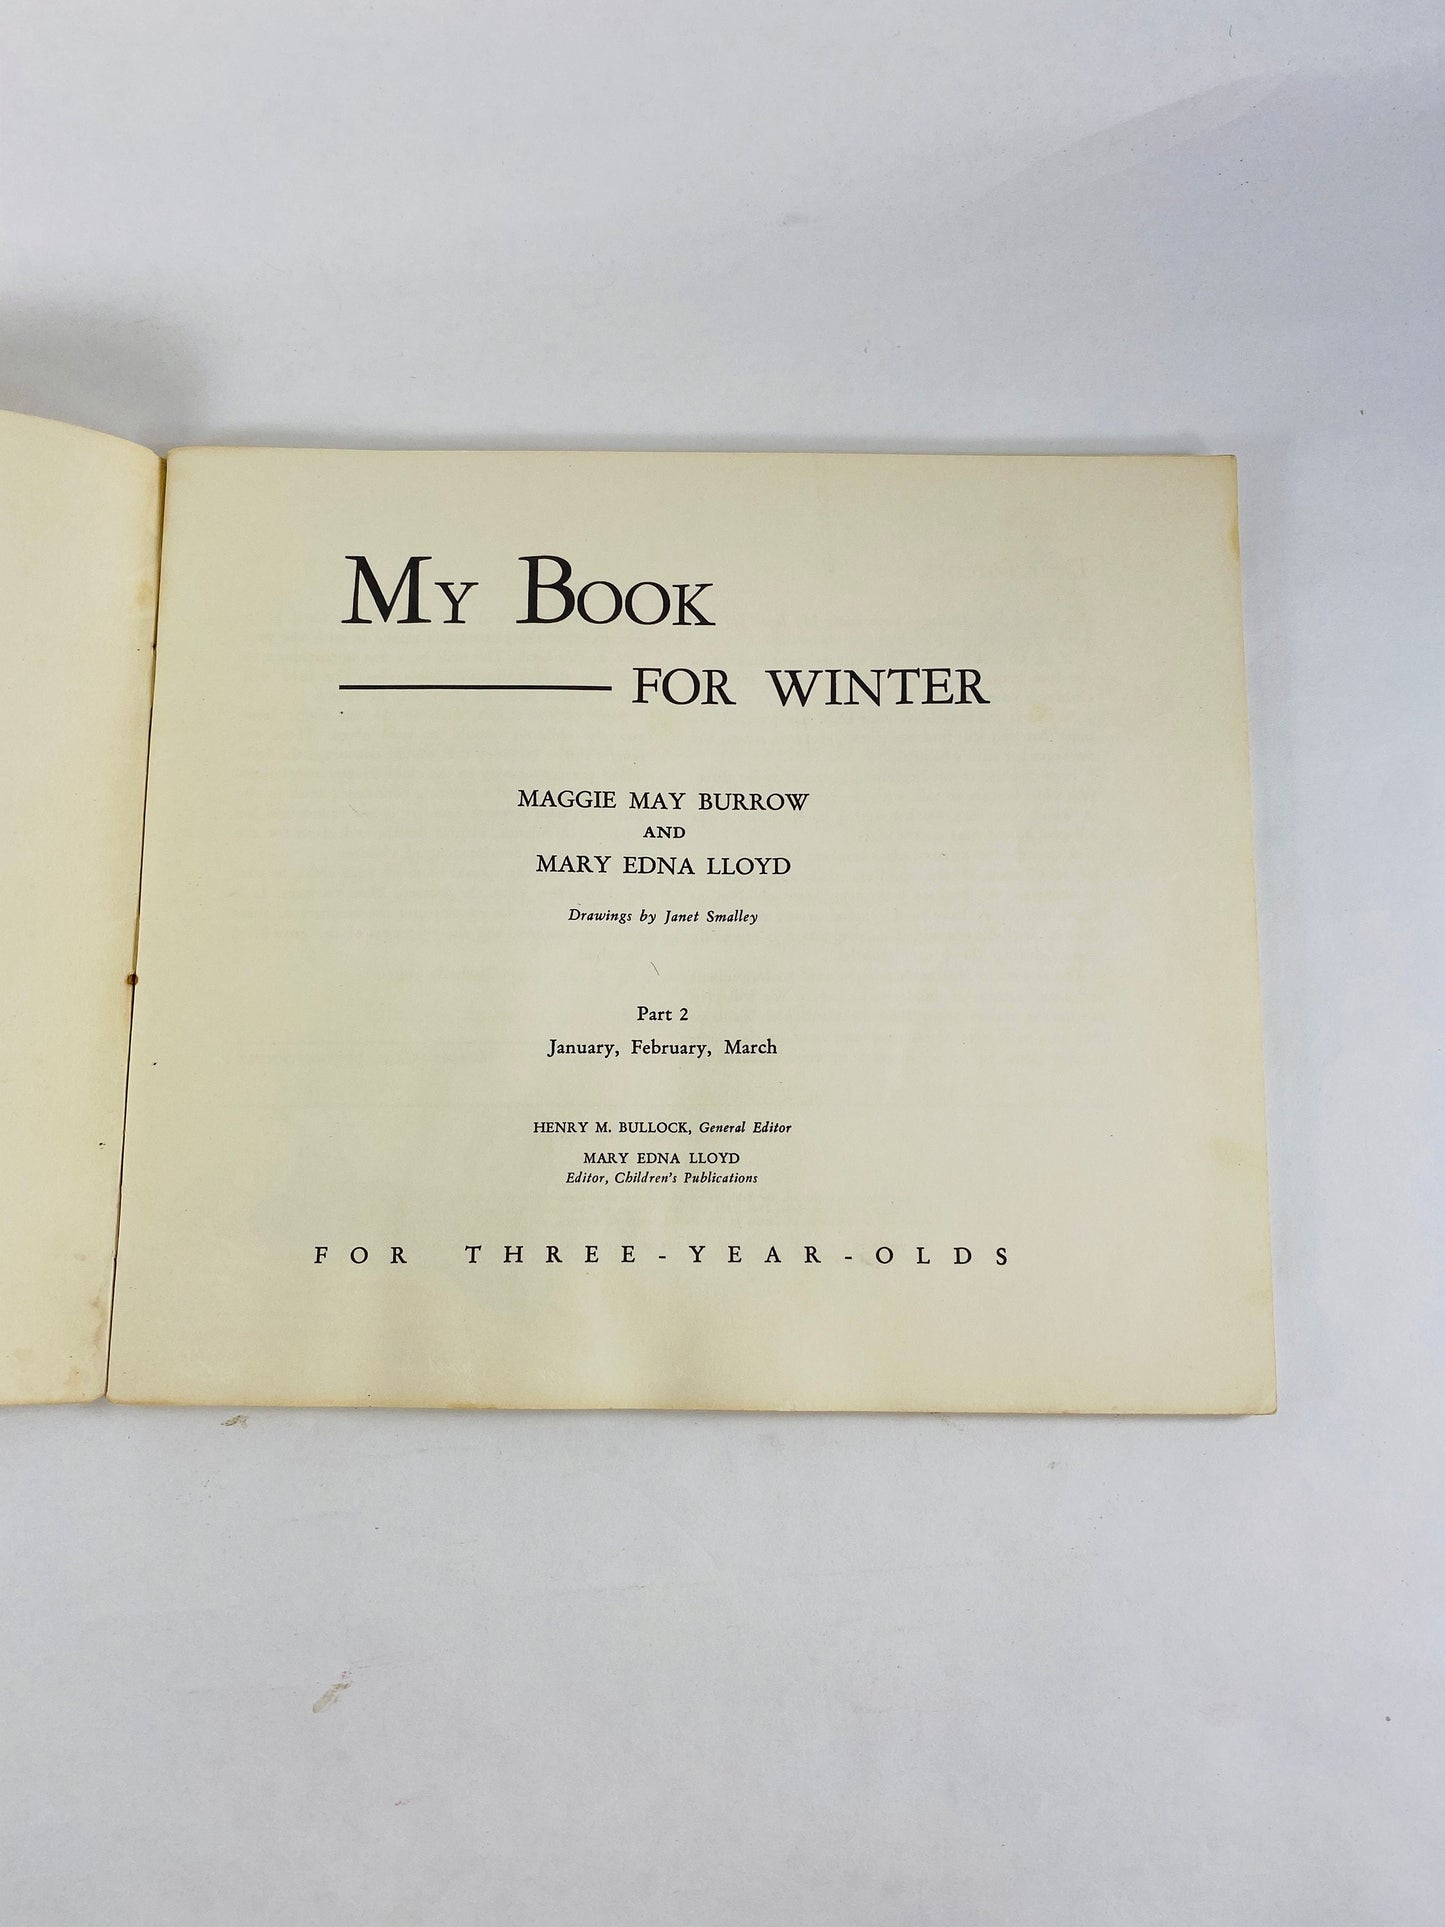 MY BOOK
FOR WINTER
MAGGIE MAY BURROW
AND
MARY EDNA LLOYD
Drawings by Janet Smalley
Part 2
January, February, March
HENRY M. BULLOCK, General Editor
MARY EDNA LLOYD
Editor, Children's Publications
FOR THREE-YEAR-OLDS